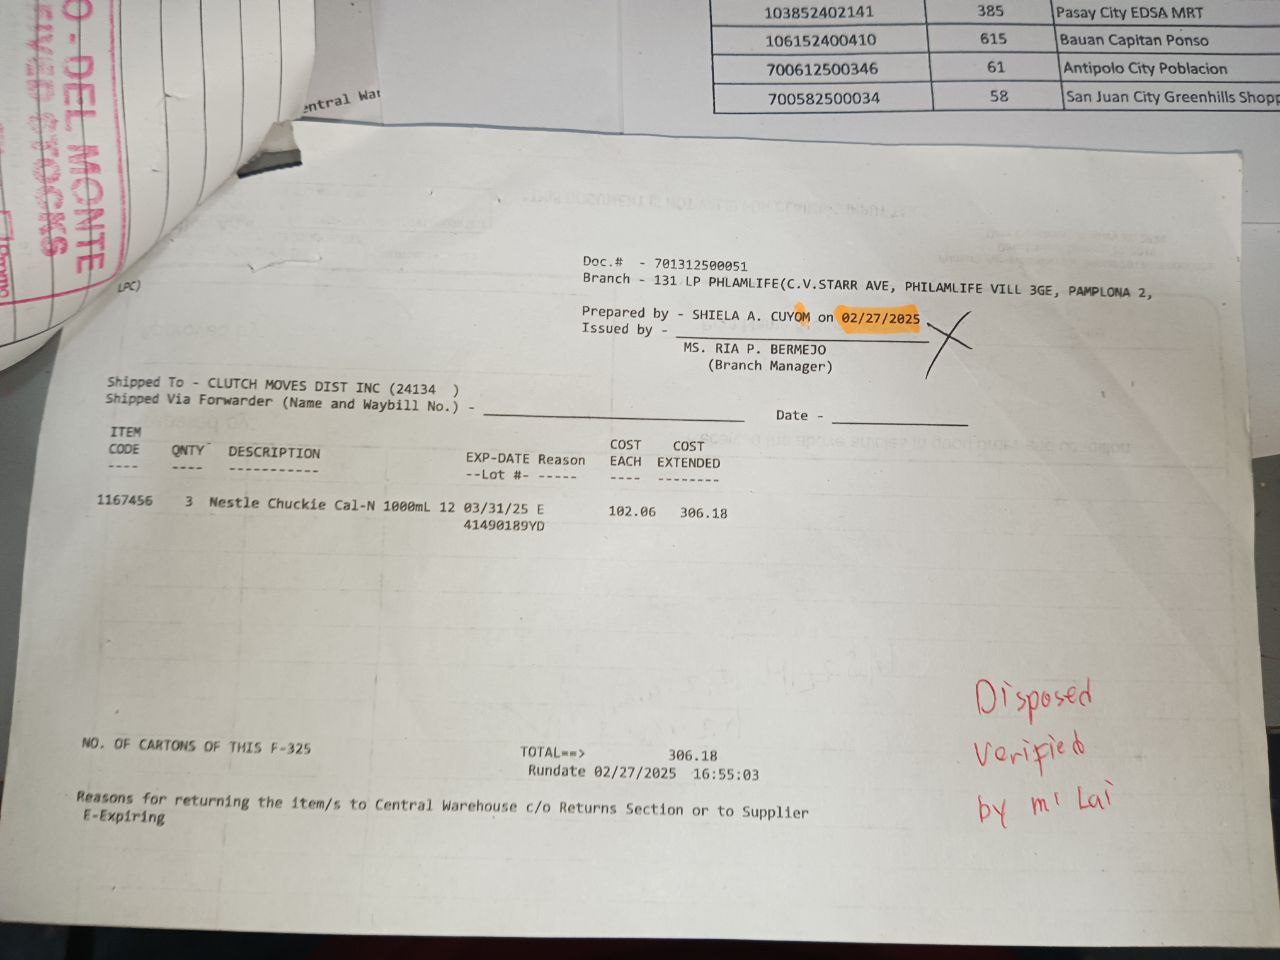 O - DEL MONTE
STOCKS
entral War
103852402141 385 Pasay City EDSA MRT
106152400410 615 Bauan Capitan Ponso
700612500346 61 Antipolo City Poblacion
700582500034 58 San Juan City Greenhills Shopp
LPC)
Doc.# - 701312500051
Branch - 131 LP PHLAMLIFE(C.V.STARR AVE, PHILAMLIFE VILL 3GE, PAMPLONA 2,
Prepared by - SHIELA A. CUYOM on 02/27/2025
Issued by -
MS. RIA P. BERMEJO
(Branch Manager)
Shipped To - CLUTCH MOVES DIST INC (24134 )
Shipped Via Forwarder (Name and Waybill No.) - Date -
ITEM CODE QNTY DESCRIPTION EXP-DATE Reason COST EACH COST EXTENDED
--Lot #- -----
1167456 3 Nestle Chuckie Cal-N 1000mL 12 03/31/25 E 102.06 306.18
41490189YD
NO. OF CARTONS OF THIS F-325 TOTAL==> 306.18
Rundate 02/27/2025 16:55:03
Reasons for returning the item/s to Central Warehouse c/o Returns Section or to Supplier
E-Expiring
Disposed
Verified
by m' Lai